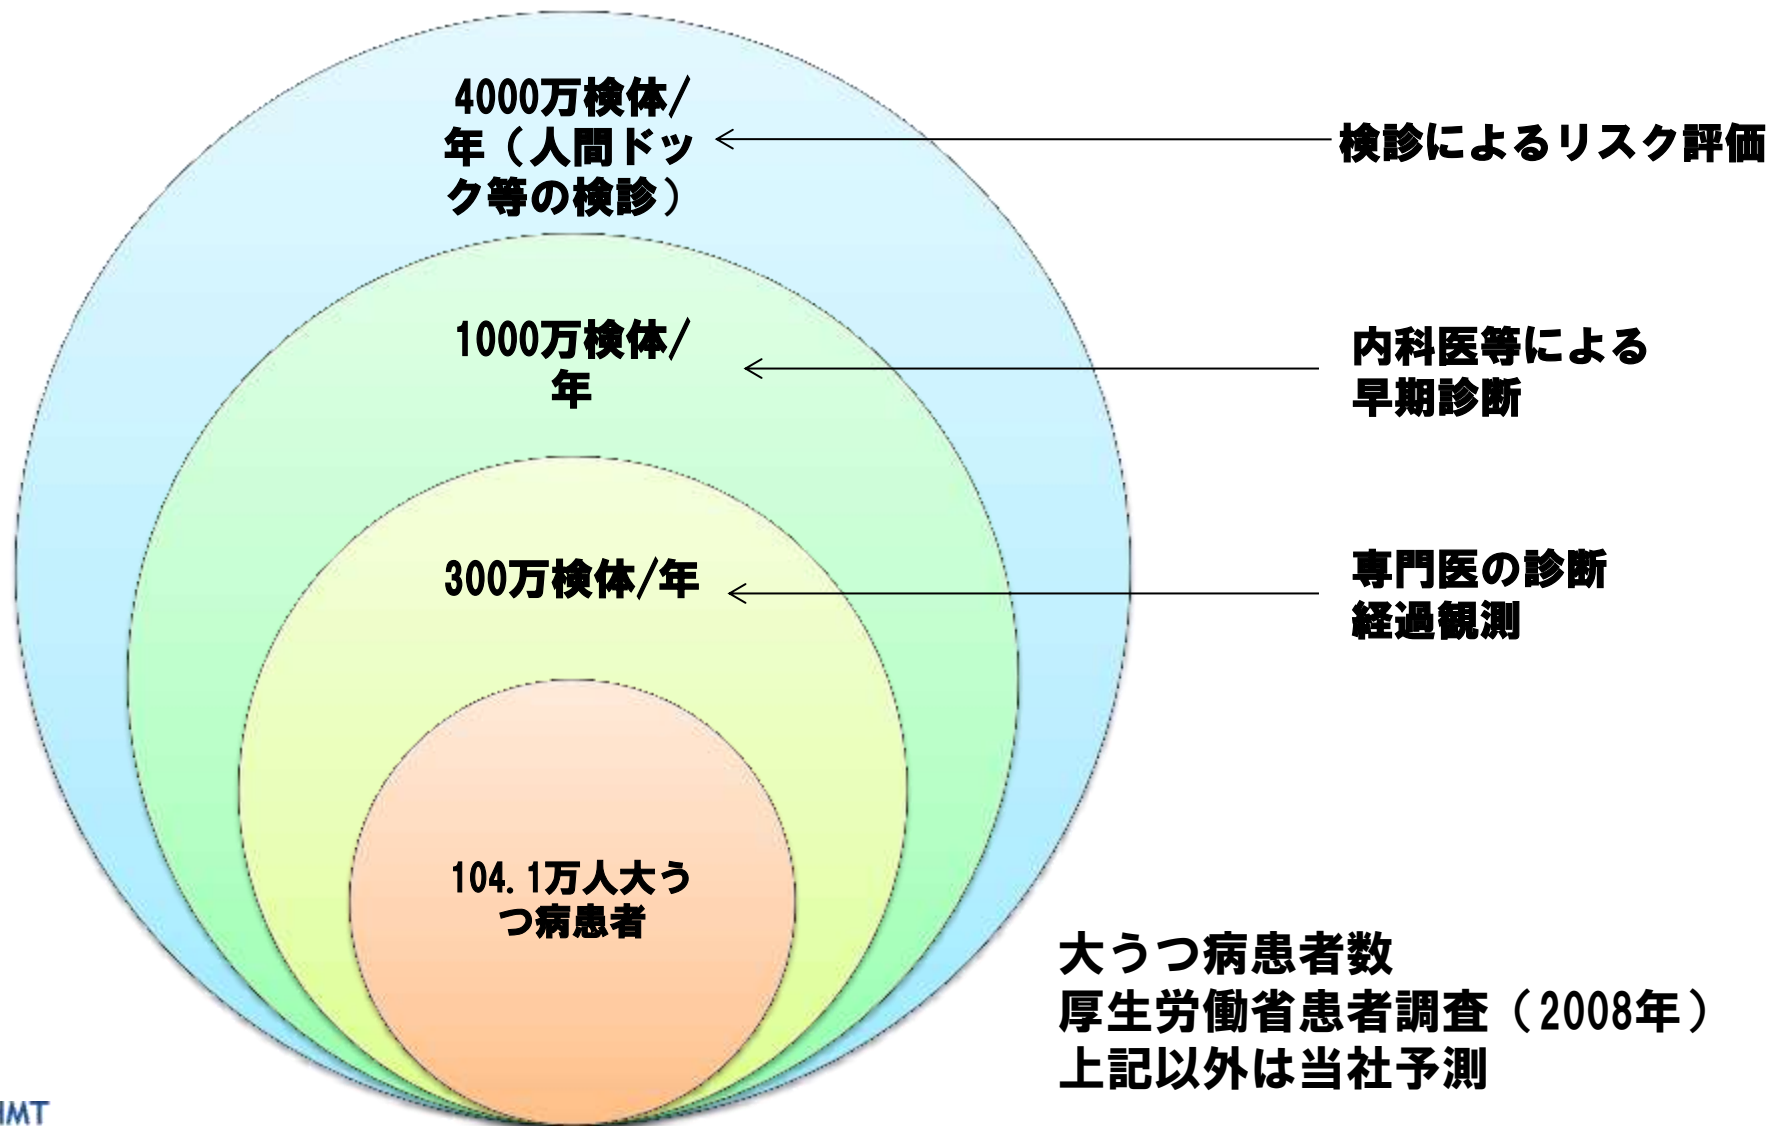 4000万検体/
年（人間ドッ
ク等の検診）
検診によるリスク評価
1000万検体/
年
内科医等による
早期診断
300万検体/年
専門医の診断
経過観測
104.1万人大う
つ病患者
大うつ病患者数
厚生労働省患者調査（2008年）
上記以外は当社予測